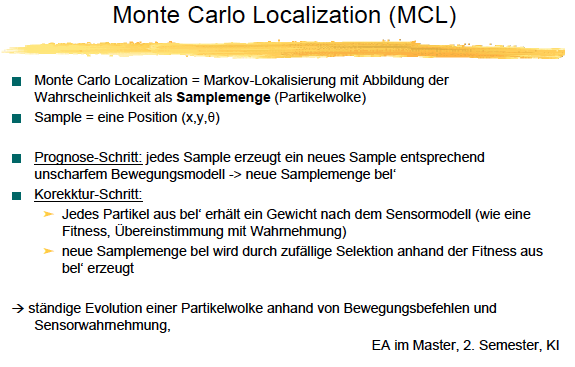 Monte Carlo Localization (MCL)
Monte Carlo Localization = Markov-Lokalisierung mit Abbildung der
Wahrscheinlichkeit als Samplemenge (Partikelwolke)
Sample = eine Position (x,y,θ)
Prognose-Schritt: jedes Sample erzeugt ein neues Sample entsprechend
unscharfem Bewegungsmodell -> neue Samplemenge bel‘
Korekktur-Schritt:
➢ Jedes Partikel aus bel‘ erhält ein Gewicht nach dem Sensormodell (wie eine
Fitness, Übereinstimmung mit Wahrnehmung)
➢ neue Samplemenge bel wird durch zufällige Selektion anhand der Fitness aus
bel‘ erzeugt
→ ständige Evolution einer Partikelwolke anhand von Bewegungsbefehlen und
Sensorwahrnehmung,
EA im Master, 2. Semester, KI